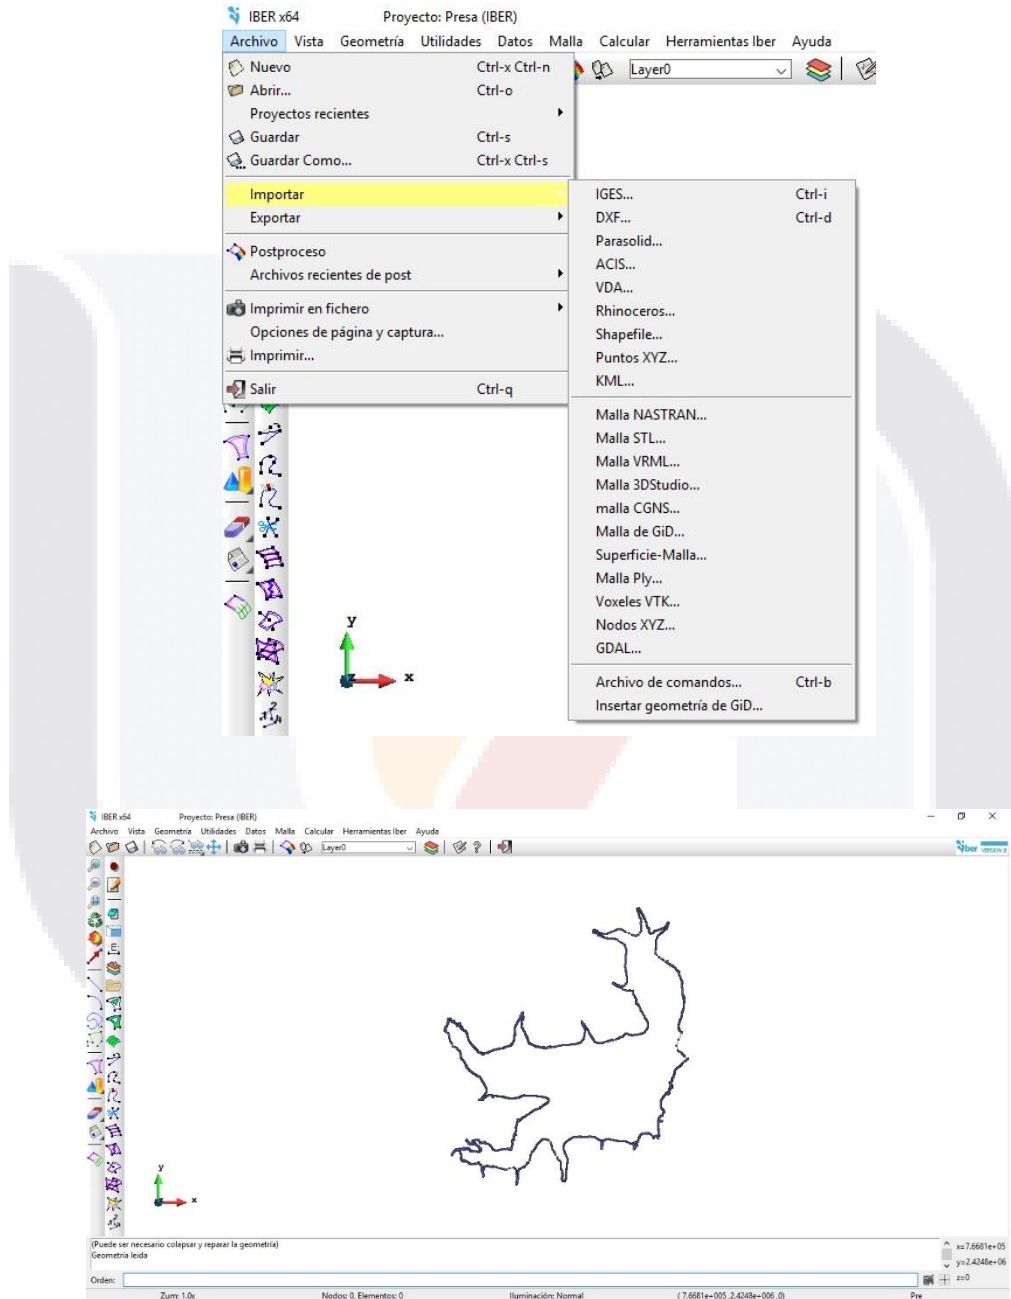 IBER x64 Proyecto: Presa (IBER)
Archivo Vista Geometría Utilidades Datos Malla Calcular Herramientas Iber Ayuda
Nuevo Ctrl-x Ctrl-n
Layer0
Abrir... Ctrl-o
Proyectos recientes
Guardar Ctrl-s
Guardar Como... Ctrl-x Ctrl-s
Importar
Exportar
Postproceso
Archivos recientes de post
Imprimir en fichero
Opciones de página y captura...
Imprimir...
Salir Ctrl-q
IGES... Ctrl-i
DXF... Ctrl-d
Parasolid...
ACIS...
VDA...
Rhinoceros...
Shapefile...
Puntos XYZ...
KML...
Malla NASTRAN...
Malla STL...
Malla VRML...
Malla 3DStudio...
malla CGNS...
Malla de GiD...
Superficie-Malla...
Malla Ply...
Voxeles VTK...
Nodos XYZ...
GDAL...
Archivo de comandos... Ctrl-b
Insertar geometría de GiD...
y
z x
IBER x64 Proyecto: Presa (IBER)
Archivo Vista Geometría Utilidades Datos Malla Calcular Herramientas Iber Ayuda
Layer0
Iber VERSION 2
y
x
(Puede ser necesario colapsar y reparar la geometría)
Geometría leida
x=7.6681e+05
y=2.4248e+06
z=0
Orden:
Zum: 1.0x Nodos: 0, Elementos: 0 Iluminación: Normal (7.6681e+005 ,2.4248e+006 ,0) Pre